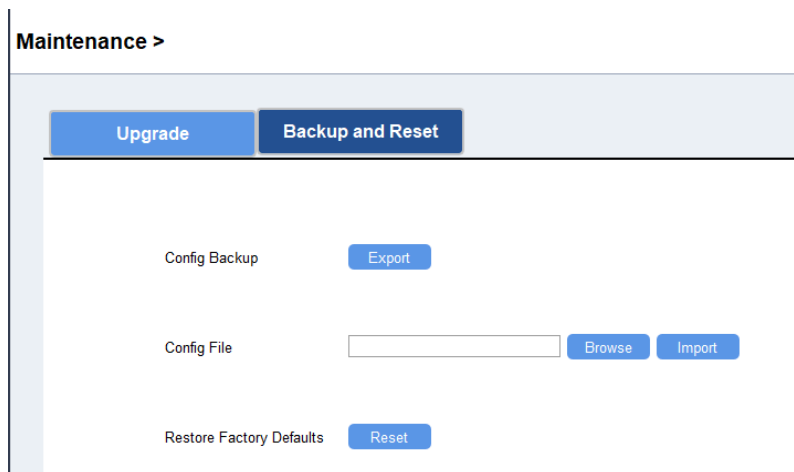 Maintenance >
Upgrade Backup and Reset
Config Backup Export
Config File Browse Import
Restore Factory Defaults Reset